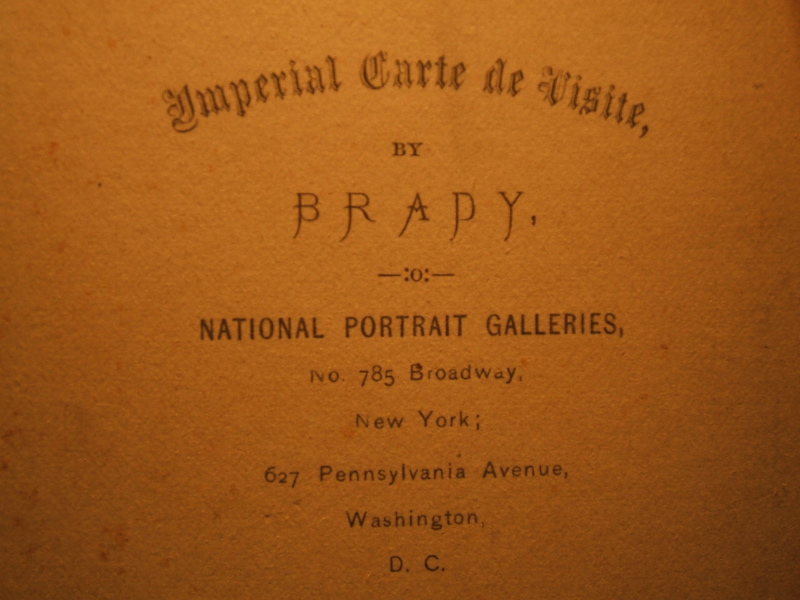 Imperial Carte de Visite,
BY
BRADY,
—:o:—
NATIONAL PORTRAIT GALLERIES,
No. 785 Broadway,
New York;
627 Pennsylvania Avenue,
Washington,
D. C.